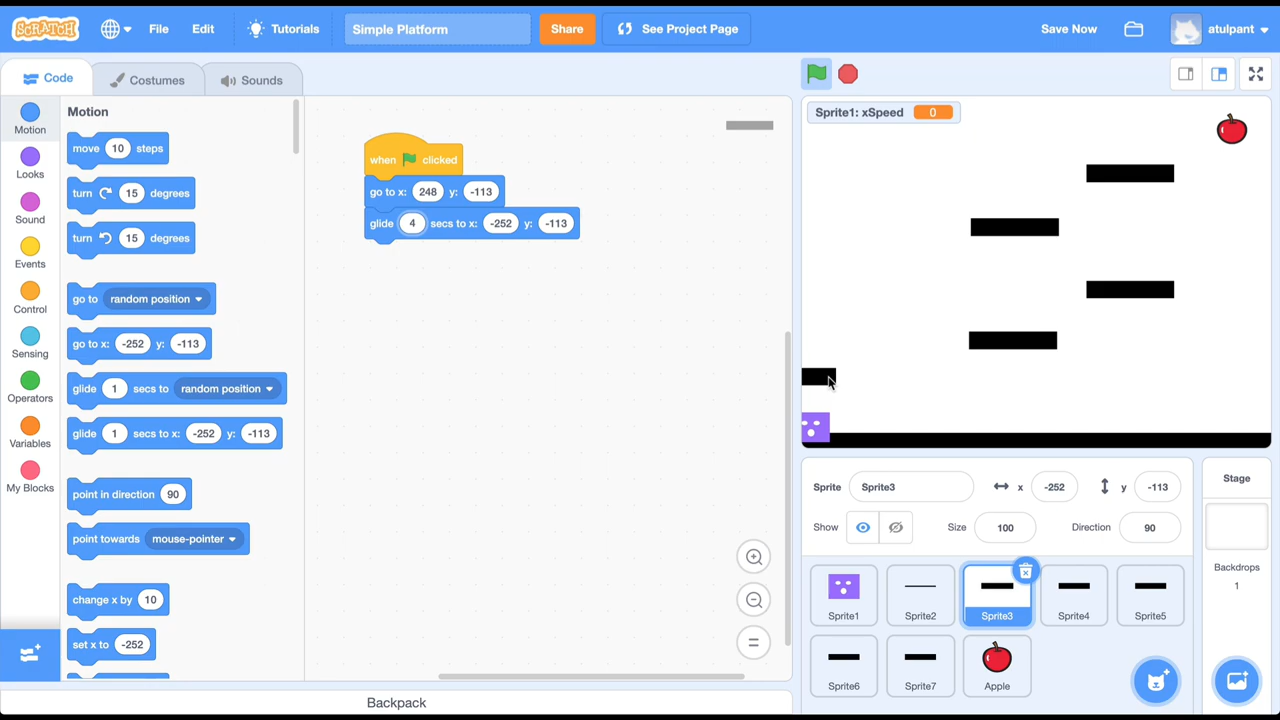 SCRATCH File Edit Tutorials Simple Platform Share See Project Page Save Now atulpant
Code Costumes Sounds
Motion
Looks
Sound
Events
Control
Sensing
Operators
Variables
My Blocks
Motion
move 10 steps
turn 15 degrees
turn 15 degrees
go to random position
go to x: -252 y: -113
glide 1 secs to random position
glide 1 secs to x: -252 y: -113
point in direction 90
point towards mouse-pointer
change x by 10
set x to -252
when clicked
go to x: 248 y: -113
glide 4 secs to x: -252 y: -113
Backpack
Sprite1: xSpeed 0
Sprite Sprite3 x -252 y -113
Show Size 100 Direction 90
Sprite1 Sprite2 Sprite3 Sprite4 Sprite5
Sprite6 Sprite7 Apple
Stage
Backdrops
1